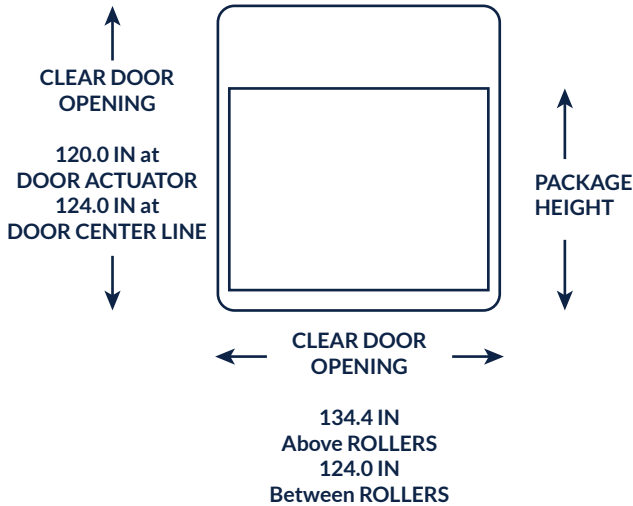 CLEAR DOOR
OPENING
120.0 IN at
DOOR ACTUATOR
124.0 IN at
DOOR CENTER LINE
PACKAGE
HEIGHT
CLEAR DOOR
OPENING
134.4 IN
Above ROLLERS
124.0 IN
Between ROLLERS